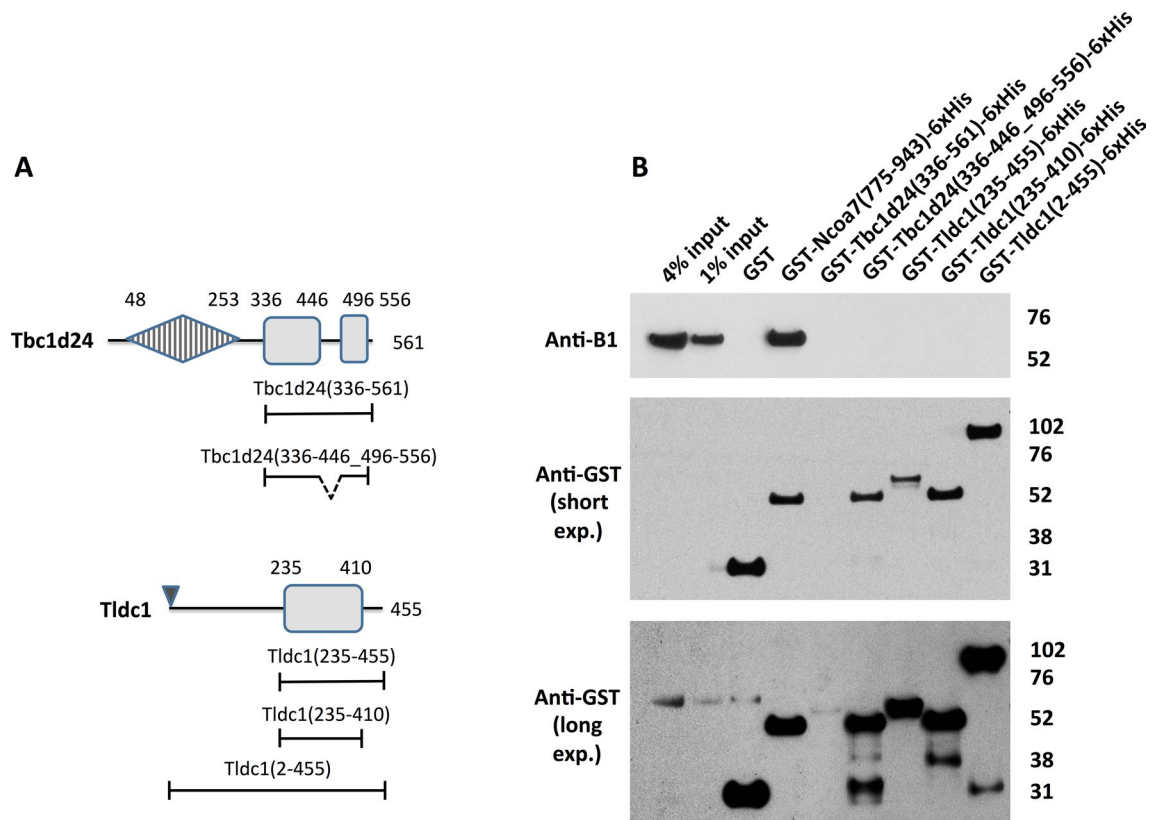 A
48 253 336 446 496 556
Tbc1d24
561
Tbc1d24(336-561)
Tbc1d24(336-446_496-556)
235 410
Tldc1
455
Tldc1(235-455)
Tldc1(235-410)
Tldc1(2-455)
B
4% input
1% input
GST
GST-Ncoa7(775-943)-6xHis
GST-Tbc1d24(336-561)-6xHis
GST-Tbc1d24(336-446_496-556)-6xHis
GST-Tldc1(235-455)-6xHis
GST-Tldc1(235-410)-6xHis
GST-Tldc1(2-455)-6xHis
Anti-B1
76
52
Anti-GST
(short
exp.)
102
76
52
38
31
Anti-GST
(long
exp.)
102
76
52
38
31